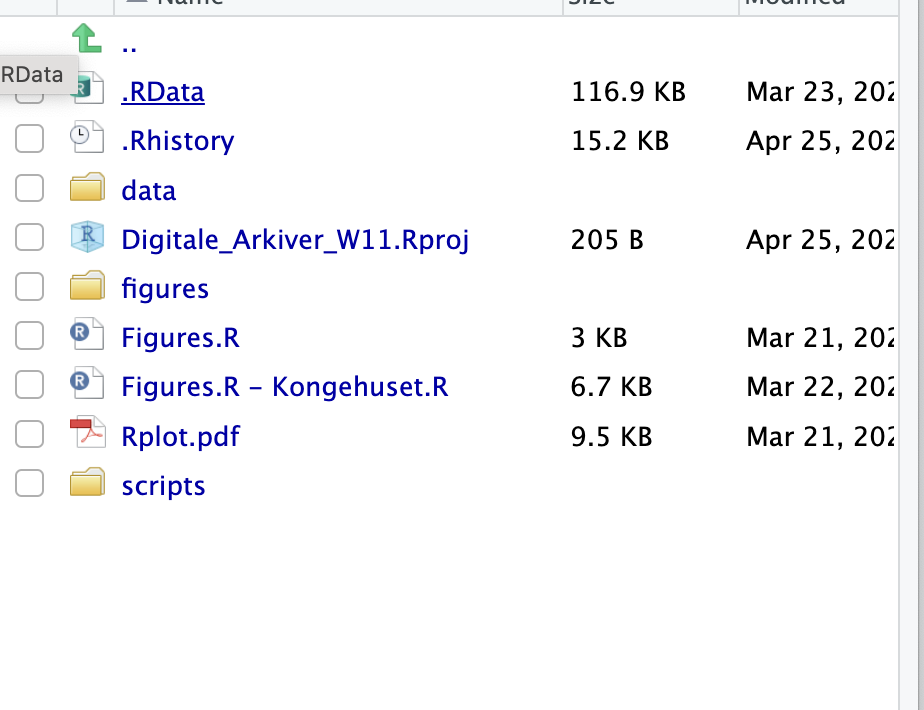 Name Size Modified
..
RData
.RData 116.9 KB Mar 23, 202
.Rhistory 15.2 KB Apr 25, 202
data
Digitale_Arkiver_W11.Rproj 205 B Apr 25, 202
figures
Figures.R 3 KB Mar 21, 202
Figures.R – Kongehuset.R 6.7 KB Mar 22, 202
Rplot.pdf 9.5 KB Mar 21, 202
scripts